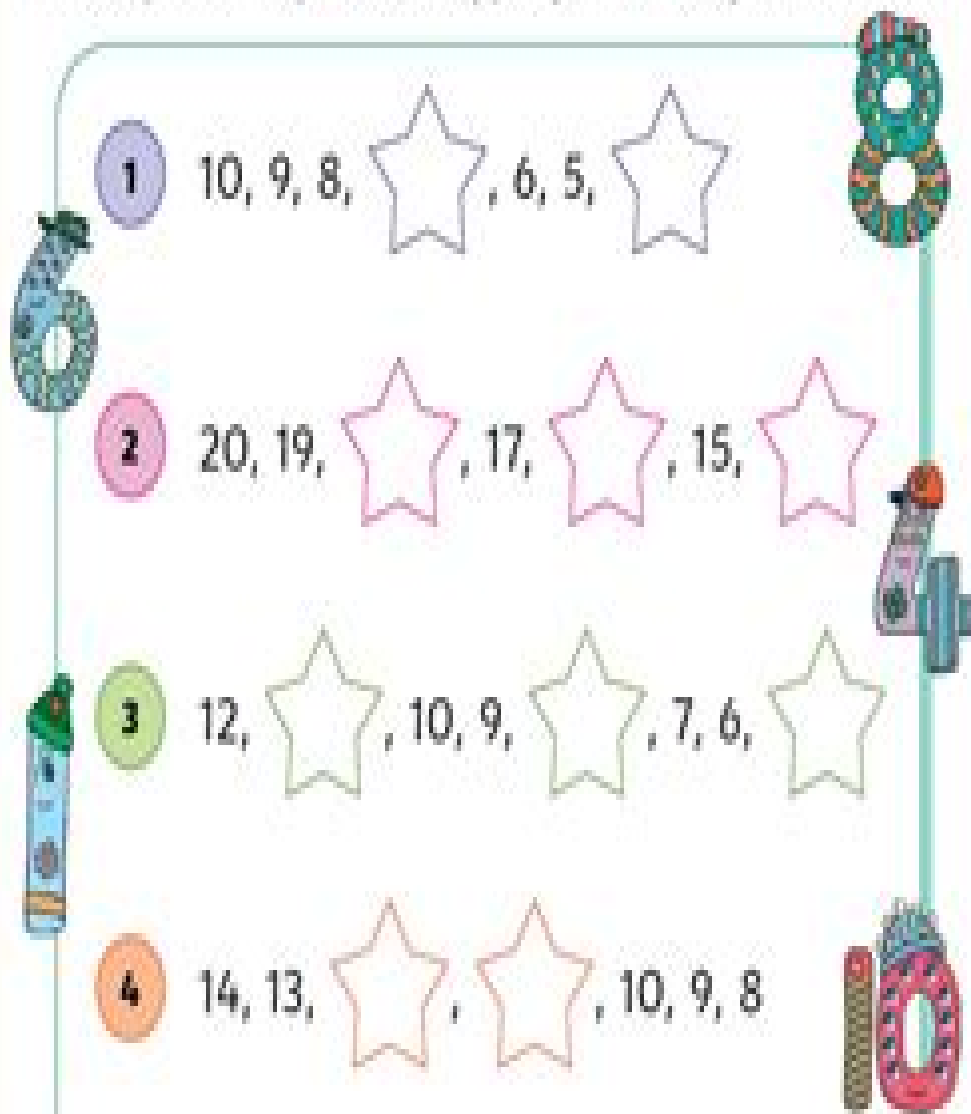 1 10, 9, 8, , 6, 5,
2 20, 19, , 17, , 15,
3 12, , 10, 9, , 7, 6,
4 14, 13, , , 10, 9, 8